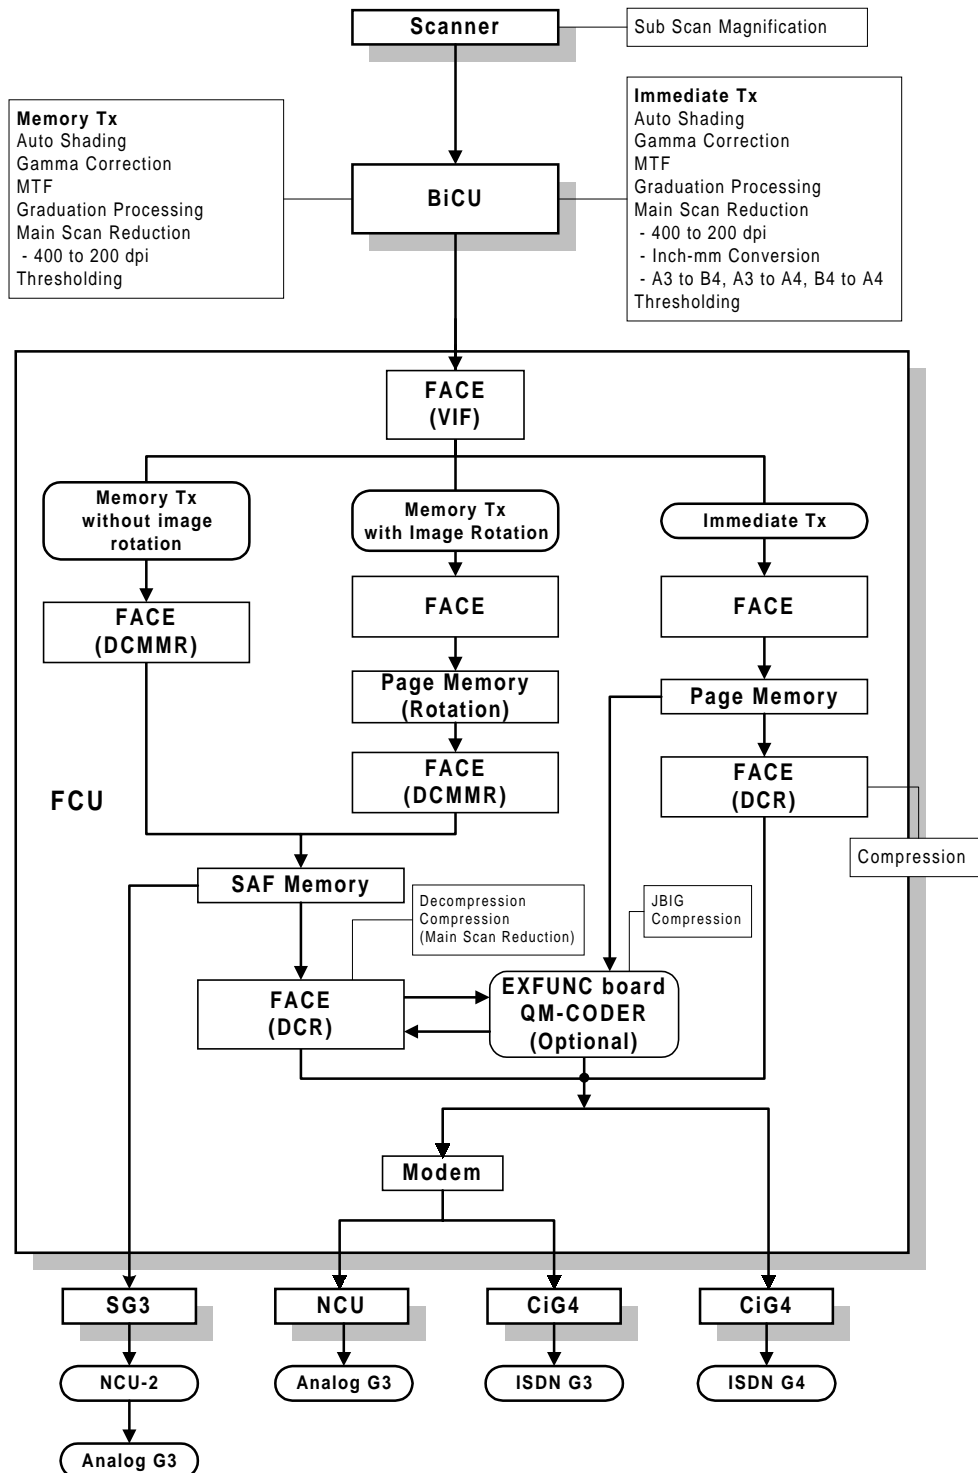 Scanner
Sub Scan Magnification
Memory Tx
Auto Shading
Gamma Correction
MTF
Graduation Processing
Main Scan Reduction
- 400 to 200 dpi
Thresholding
BiCU
Immediate Tx
Auto Shading
Gamma Correction
MTF
Graduation Processing
Main Scan Reduction
- 400 to 200 dpi
- Inch-mm Conversion
- A3 to B4, A3 to A4, B4 to A4
Thresholding
FACE
(VIF)
Memory Tx
without image
rotation
Memory Tx
with Image Rotation
Immediate Tx
FACE
(DCMMR)
FACE
FACE
Page Memory
(Rotation)
Page Memory
FACE
(DCMMR)
FACE
(DCR)
FCU
Compression
SAF Memory
Decompression
Compression
(Main Scan Reduction)
JBIG
Compression
FACE
(DCR)
EXFUNC board
QM-CODER
(Optional)
Modem
SG3
NCU
CiG4
CiG4
NCU-2
Analog G3
ISDN G3
ISDN G4
Analog G3